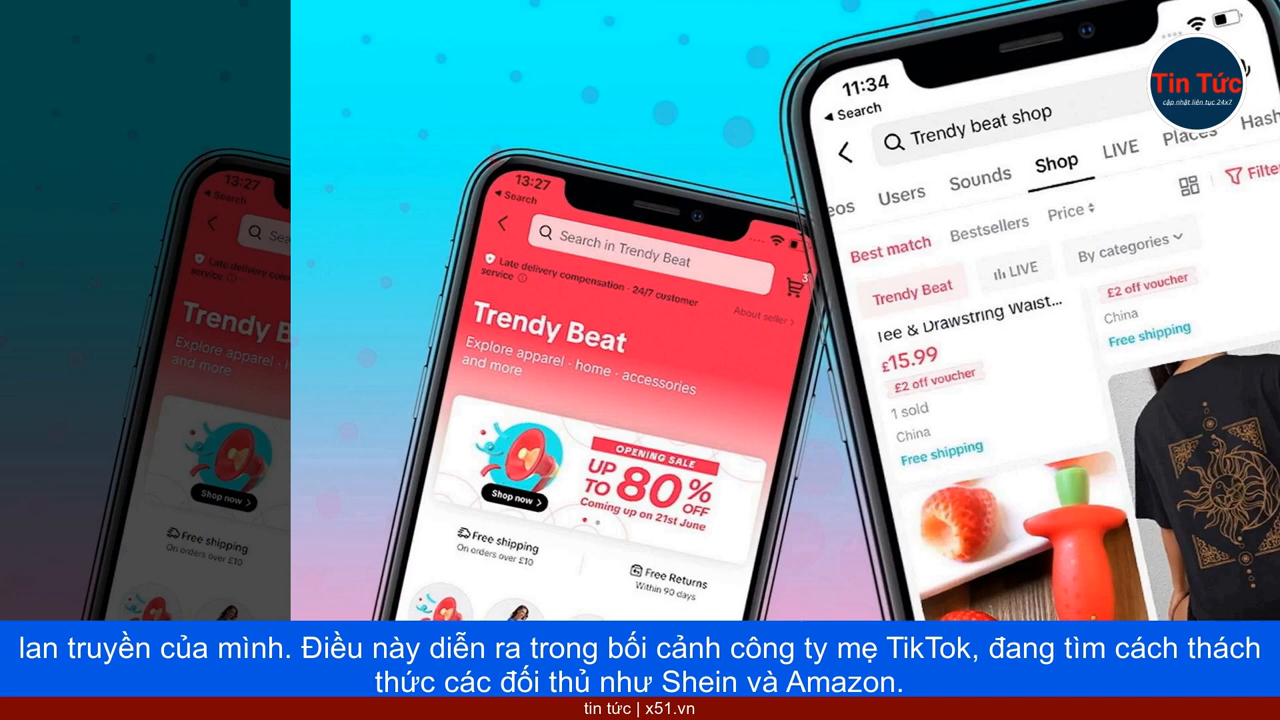 13:27
Search
Sea
Late delivery comp
service
Trendy B
Explore apparel · h
and more
Shop now >
Free shipping
On orders over £10
13:27
Search
Search in Trendy Beat
3
Late delivery compensation · 24/7 customer
service
About seller >
Trendy Beat
Explore apparel · home · accessories
and more
OPENING SALE
UP
TO 80% OFF
Coming up on 21st June
Shop now >
Free shipping
On orders over £10
Free Returns
Within 90 days
11:34
Search
Trendy beat shop
eos Users Sounds Shop LIVE Places Hash
Filte
Best match Bestsellers Price
Trendy Beat LIVE By categories
Tee & Drawstring Waist...
£15.99
£2 off voucher
1 sold
China
Free shipping
£2 off voucher
China
Free shipping
Tin Tức
cập nhật liên tục 24x7
lan truyền của mình. Điều này diễn ra trong bối cảnh công ty mẹ TikTok, đang tìm cách thách
thức các đối thủ như Shein và Amazon.
tin tức | x51.vn